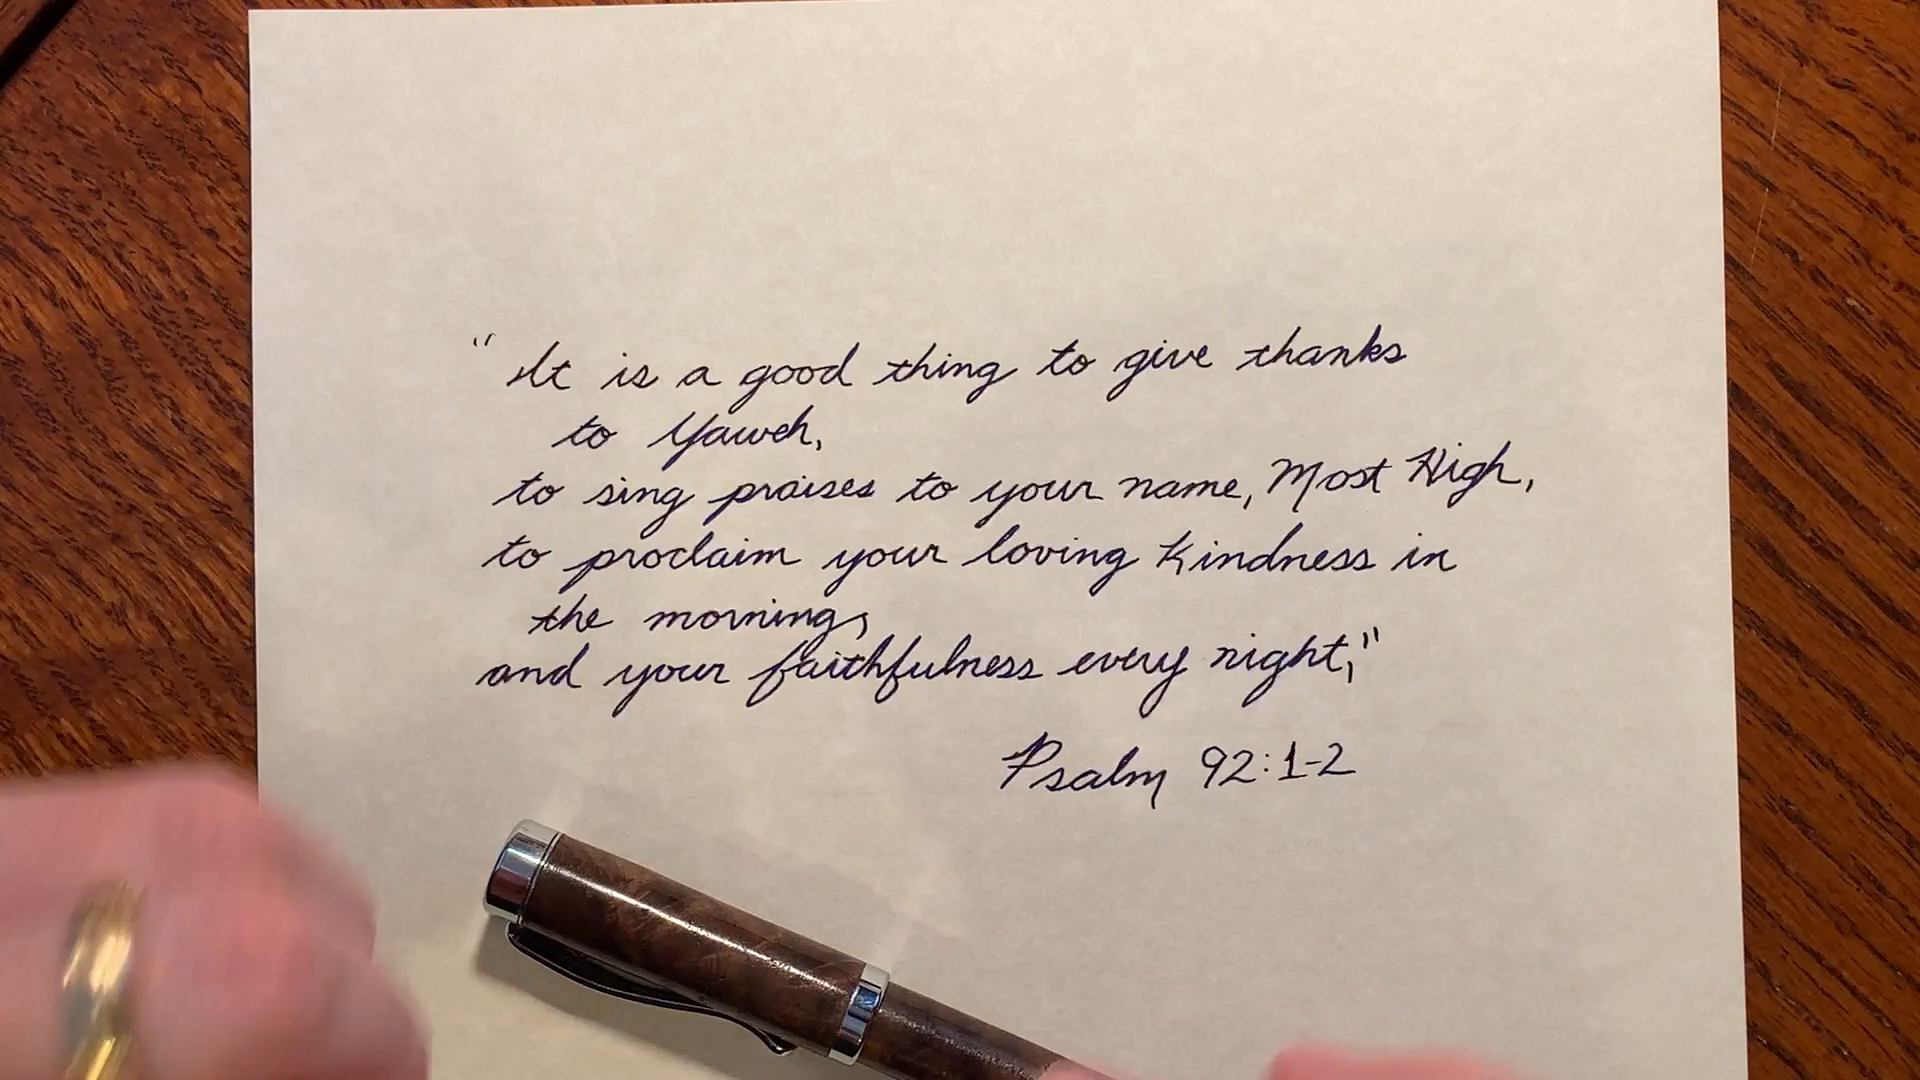 "It is a good thing to give thanks
to Yaweh,
to sing praises to your name, Most High,
to proclaim your loving kindness in
the morning,
and your faithfulness every night,"
Psalm 92:1-2